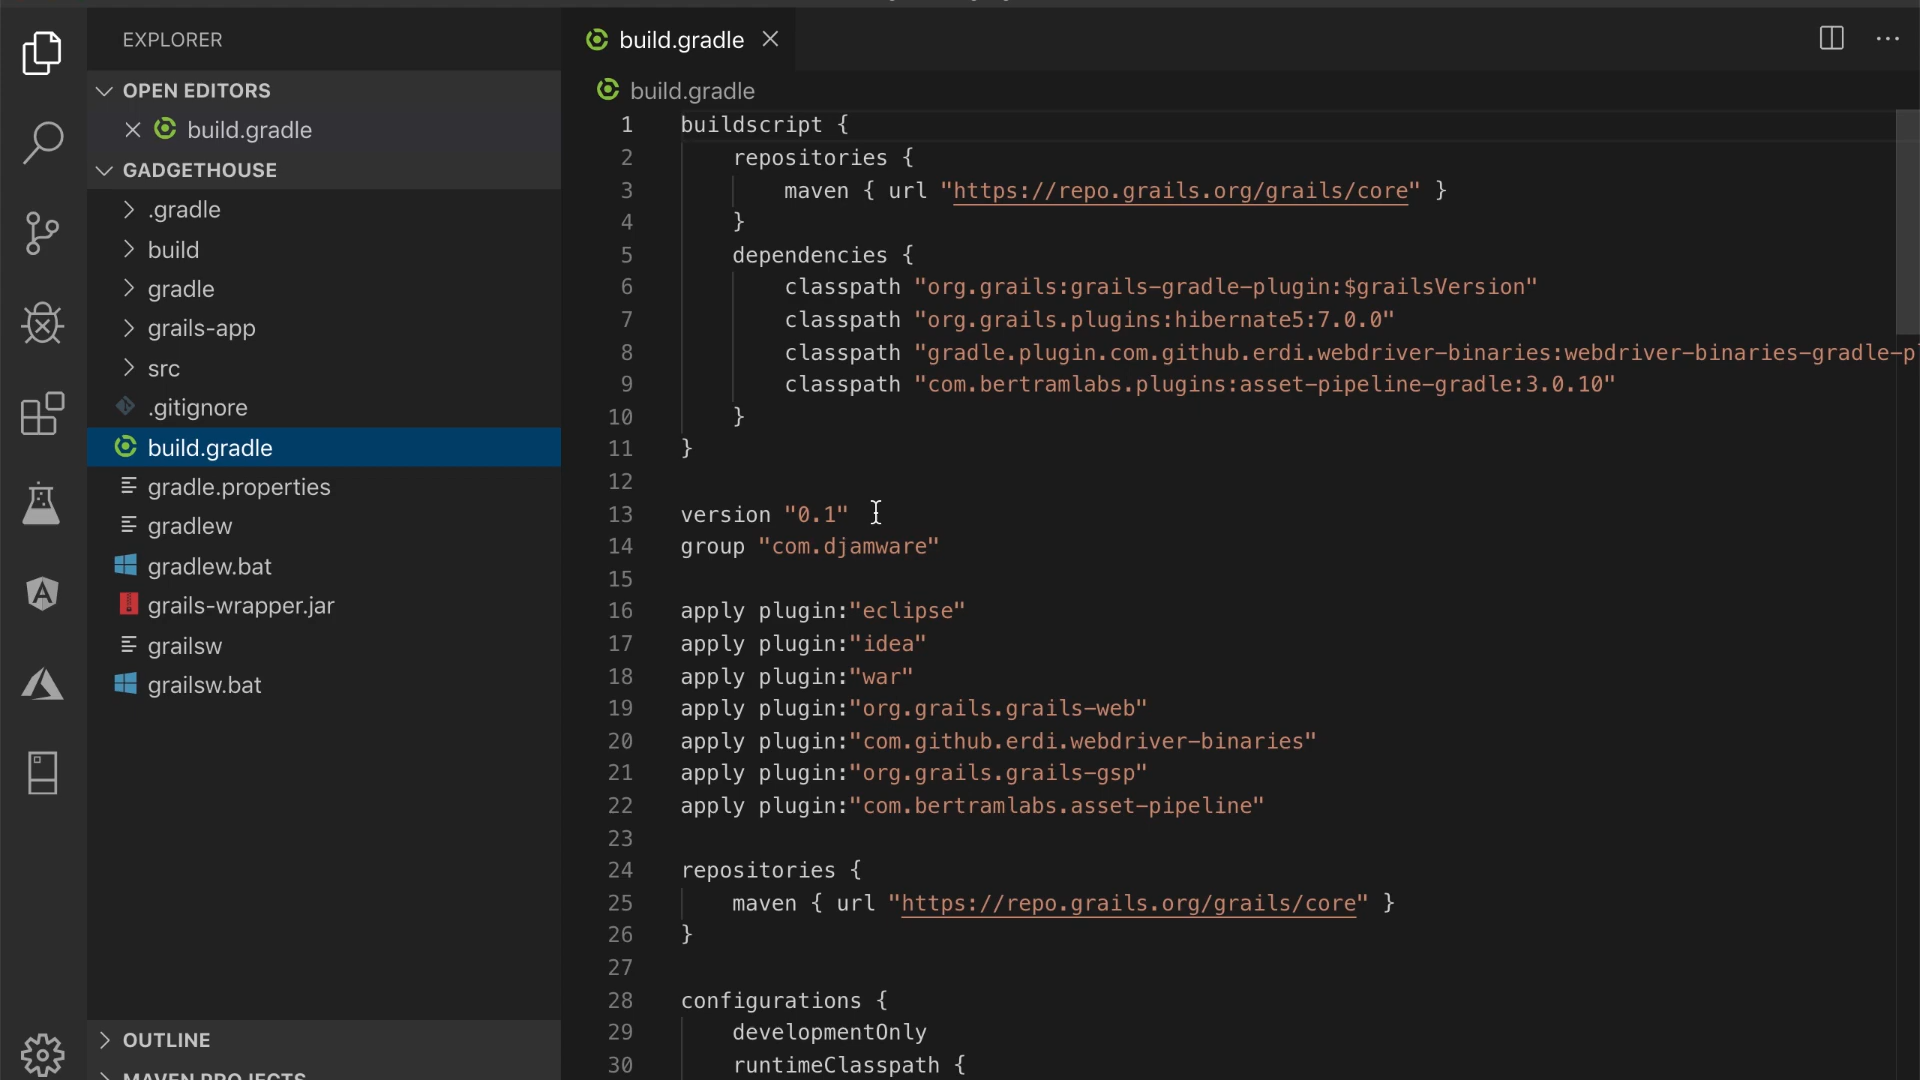 EXPLORER
OPEN EDITORS
build.gradle
GADGETHOUSE
.gradle
build
gradle
grails-app
src
.gitignore
build.gradle
gradle.properties
gradlew
gradlew.bat
grails-wrapper.jar
grailsw
grailsw.bat
OUTLINE
MAVEN PROJECTS
build.gradle
build.gradle
1 buildscript {
2 repositories {
3 maven { url "https://repo.grails.org/grails/core" }
4 }
5 dependencies {
6 classpath "org.grails:grails-gradle-plugin:$grailsVersion"
7 classpath "org.grails.plugins:hibernate5:7.0.0"
8 classpath "gradle.plugin.com.github.erdi.webdriver-binaries:webdriver-binaries-gradle-p
9 classpath "com.bertramlabs.plugins:asset-pipeline-gradle:3.0.10"
10 }
11 }
12
13 version "0.1"
14 group "com.djamware"
15
16 apply plugin:"eclipse"
17 apply plugin:"idea"
18 apply plugin:"war"
19 apply plugin:"org.grails.grails-web"
20 apply plugin:"com.github.erdi.webdriver-binaries"
21 apply plugin:"org.grails.grails-gsp"
22 apply plugin:"com.bertramlabs.asset-pipeline"
23
24 repositories {
25 maven { url "https://repo.grails.org/grails/core" }
26 }
27
28 configurations {
29 developmentOnly
30 runtimeClasspath {